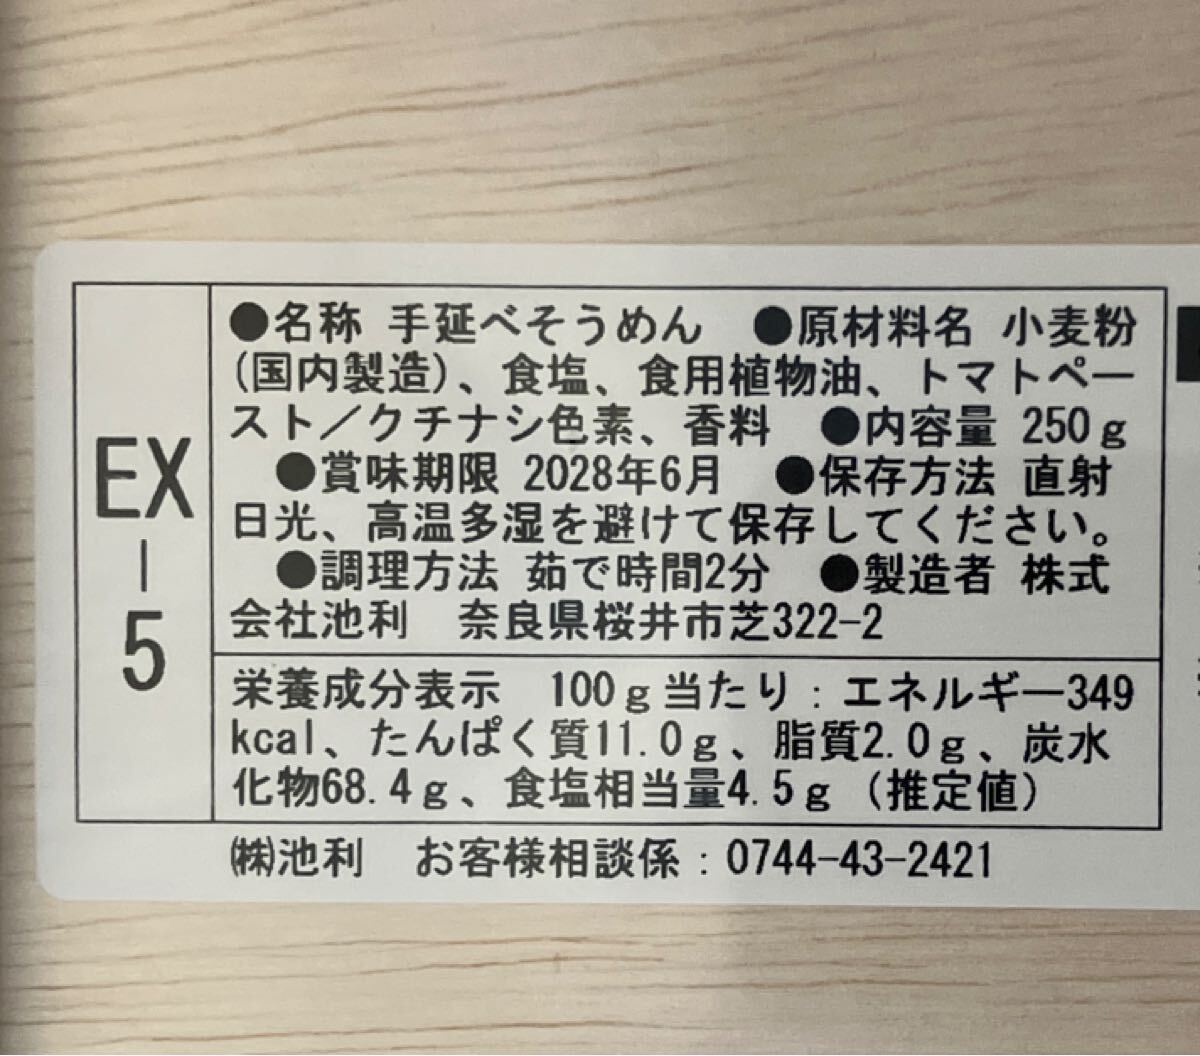 EX
-
5
●名称 手延べそうめん ●原材料名 小麦粉
(国内製造)、食塩、食用植物油、トマトペー
スト/クチナシ色素、香料 ●内容量 250g
●賞味期限 2028年6月 ●保存方法 直射
日光、高温多湿を避けて保存してください。
●調理方法 茹で時間2分 ●製造者 株式
会社池利 奈良県桜井市芝322-2
栄養成分表示 100g当たり:エネルギー349
kcal、たんぱく質11.0g、脂質2.0g、炭水
化物68.4g、食塩相当量4.5g(推定値)
㈱池利 お客様相談係:0744-43-2421